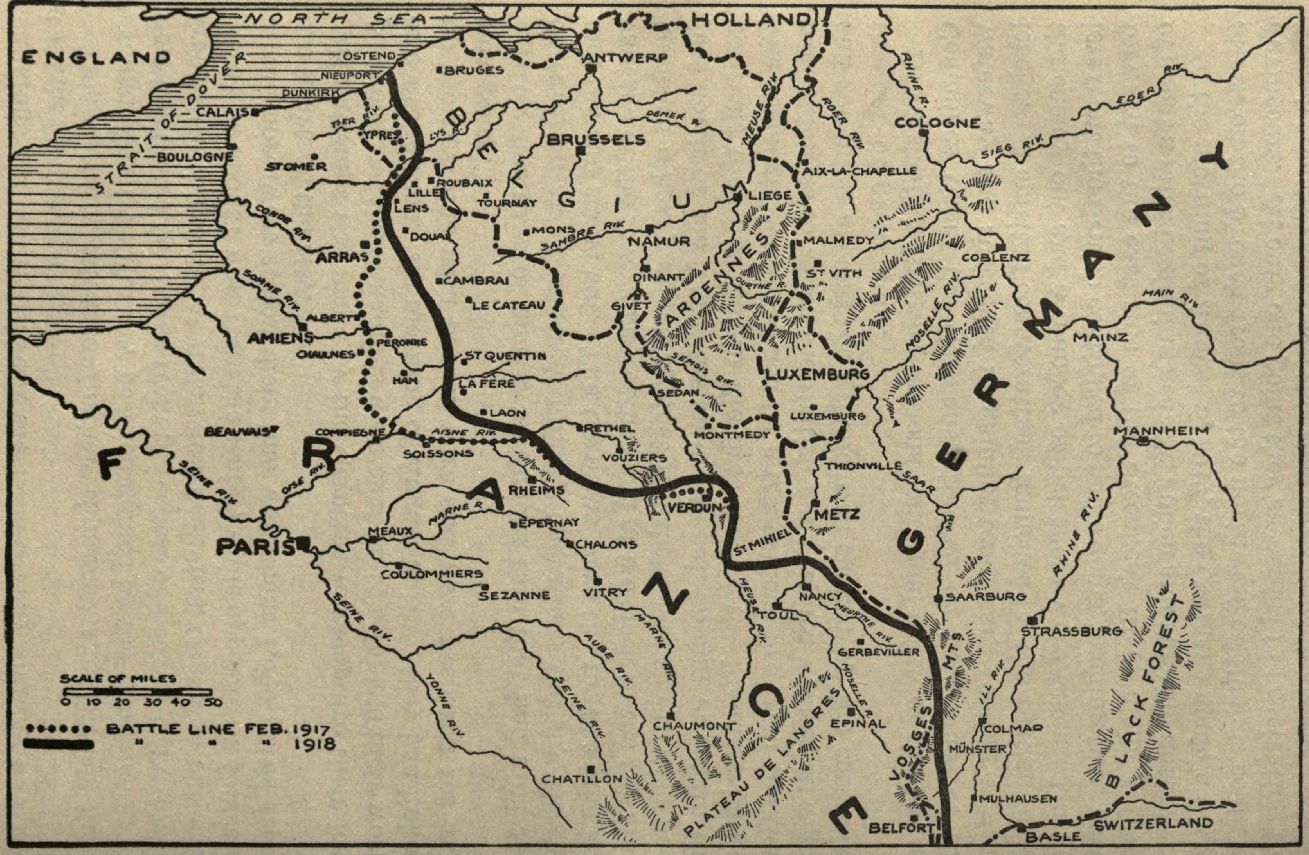 NORTH SEA
HOLLAND
ENGLAND
STRAIT OF DOVER
OSTEND
NIEUPORT
DUNKIRK
CALAIS
BOULOGNE
BRUGES
ANTWERP
YSER RIV.
YPRES
LYS R.
DEMER R.
BRUSSELS
MEUSE RIV.
ROER RIV.
RHINE R.
COLOGNE
EDER RIV.
SIEG RIV.
ST OMER
LILLE
ROUBAIX
TOURNAY
LENS
DOUAI
BELGIUM
LIEGE
AIX-LA-CHAPELLE
MONS
SAMBRE RIV.
NAMUR
MALMEDY
ST VITH
COBLENZ
CONDE RIV.
ARRAS
CAMBRAI
LE CATEAU
DINANT
GIVET
ARDENNES
OURTHE R.
MOSELLE RIV.
MAIN RIV
MAINZ
SOMME RIV.
ALBERT
AMIENS
PERONNE
CHAULNES
HAM
ST QUENTIN
LA FERE
LAON
SEMOIS RIV.
SEDAN
LUXEMBURG
LUXEMBURG
MONTMEDY
GERMANY
BEAUVAIS
COMPIEGNE
AISNE RIV.
SOISSONS
RETHEL
VOUZIERS
THIONVILLE
SAAR
RIV.
MANNHEIM
FRANCE
SEINE RIV.
OISE RIV.
RHEIMS
VERDUN
METZ
MARNE R.
EPERNAY
MEAUX
PARIS
CHALONS
ST MIHIEL
RHINE RIV.
COULOMMIERS
SEZANNE
VITRY
MEUSE RIV.
TOUL
NANCY
MEURTHE RIV.
SAARBURG
STRASSBURG
SEINE RIV.
MARNE RIV.
GERBEVILLER
VOSGES MTS
ILL RIV.
BLACK FOREST
AUBE RIV.
SEINE RIV.
YONNE RIV.
MOSELLE R.
CHAUMONT
EPINAL
COLMAR
MÜNSTER
PLATEAU DE LANGRES
CHATILLON
MULHAUSEN
BELFORT
BASLE
SWITZERLAND
SCALE OF MILES
0 10 20 30 40 50
BATTLE LINE FEB. 1917
" " " 1918